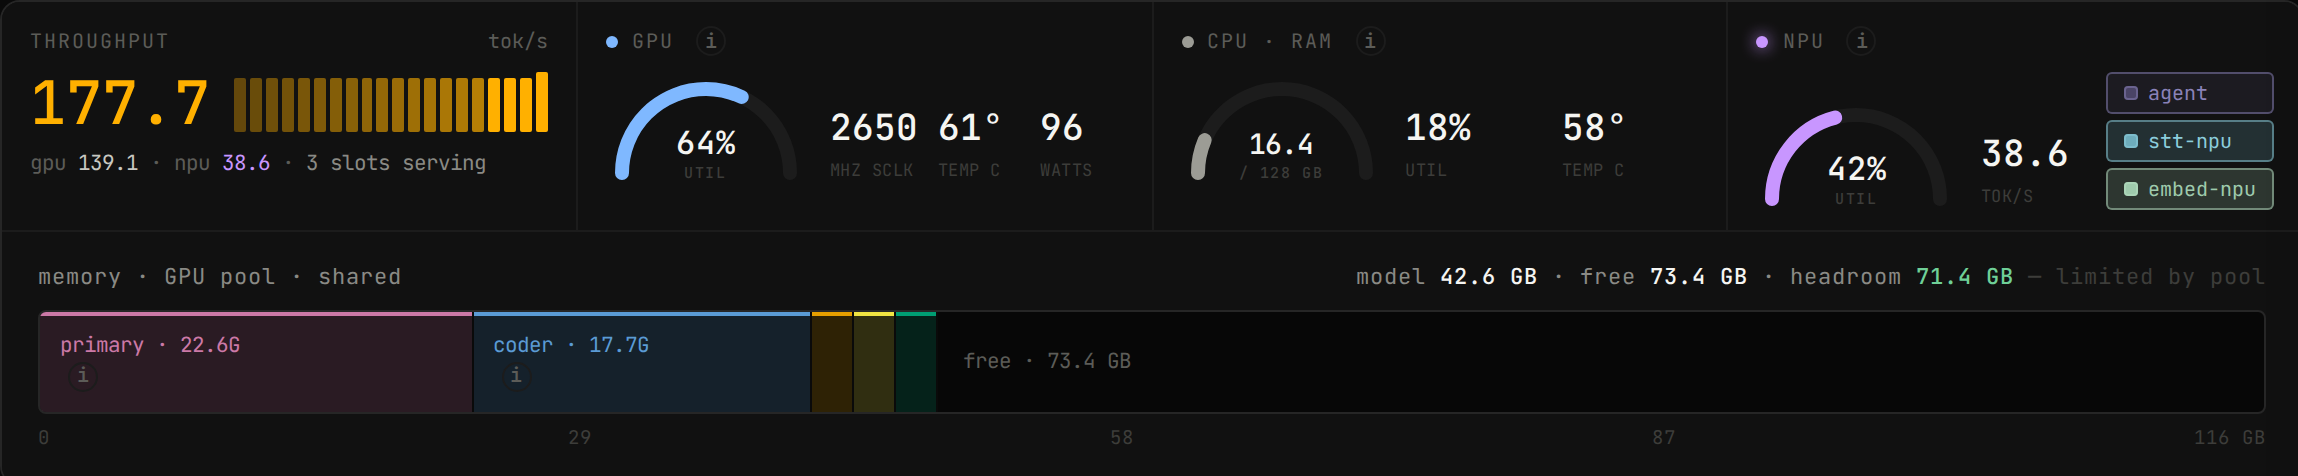 THROUGHPUT tok/s
177.7
gpu 139.1 · npu 38.6 · 3 slots serving
GPU i
64%
UTIL
2650 61° 96
MHZ SCLK TEMP C WATTS
CPU · RAM i
16.4
/ 128 GB
18% 58°
UTIL TEMP C
NPU i
42%
UTIL
38.6
TOK/S
agent
stt-npu
embed-npu
memory · GPU pool · shared
model 42.6 GB · free 73.4 GB · headroom 71.4 GB — limited by pool
primary · 22.6G
i
coder · 17.7G
i
free · 73.4 GB
0 29 58 87 116 GB